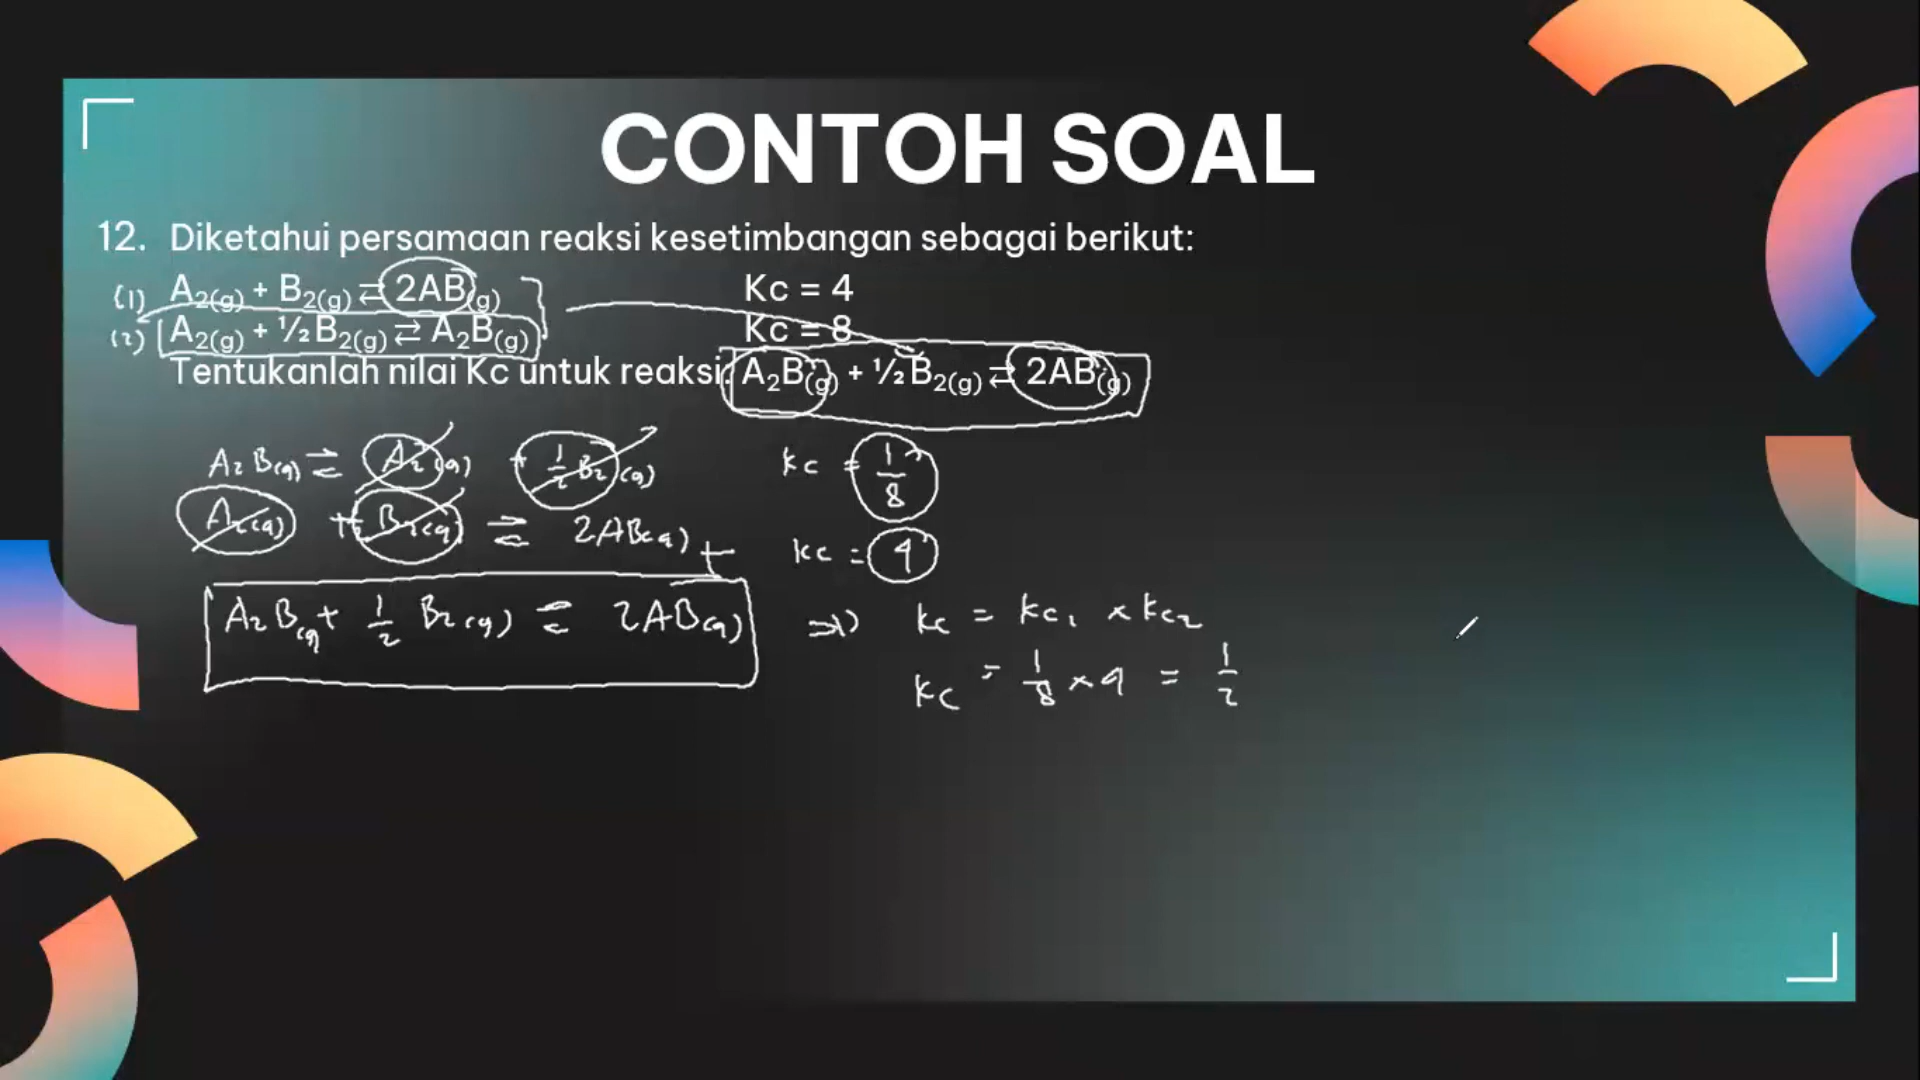 CONTOH SOAL
12. Diketahui persamaan reaksi kesetimbangan sebagai berikut:
(1) A₂(g) + B₂(g) ⇄ 2AB(g) Kc = 4
(2) A₂(g) + ½B₂(g) ⇄ A₂B(g) Kc = 8
Tentukanlah nilai Kc untuk reaksi: A₂B(g) + ½B₂(g) ⇄ 2AB(g)
A₂B(g) ⇌ A₂(g) + 1/2 B₂(g) Kc = 1/8
A₂(g) + B₂(g) ⇌ 2AB(g) + Kc = 4
A₂B(g) + 1/2 B₂(g) ⇌ 2AB(g) ⇒ Kc = Kc₁ × Kc₂
Kc = 1/8 × 4 = 1/2